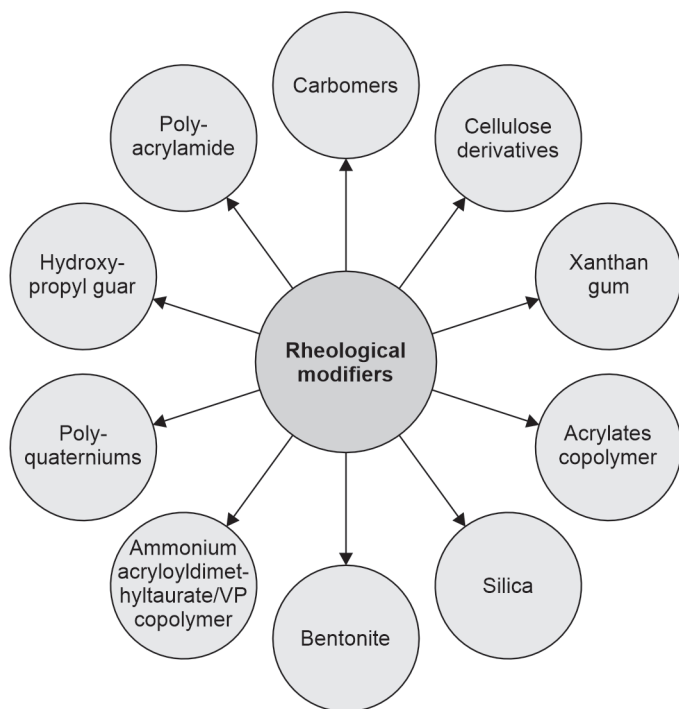 Carbomers
Cellulose
derivatives
Xanthan
gum
Acrylates
copolymer
Silica
Bentonite
Ammonium
acryloyldimet-
hyltaurate/VP
copolymer
Poly-
quaterniums
Hydroxy-
propyl guar
Poly-
acrylamide
Rheological
modifiers